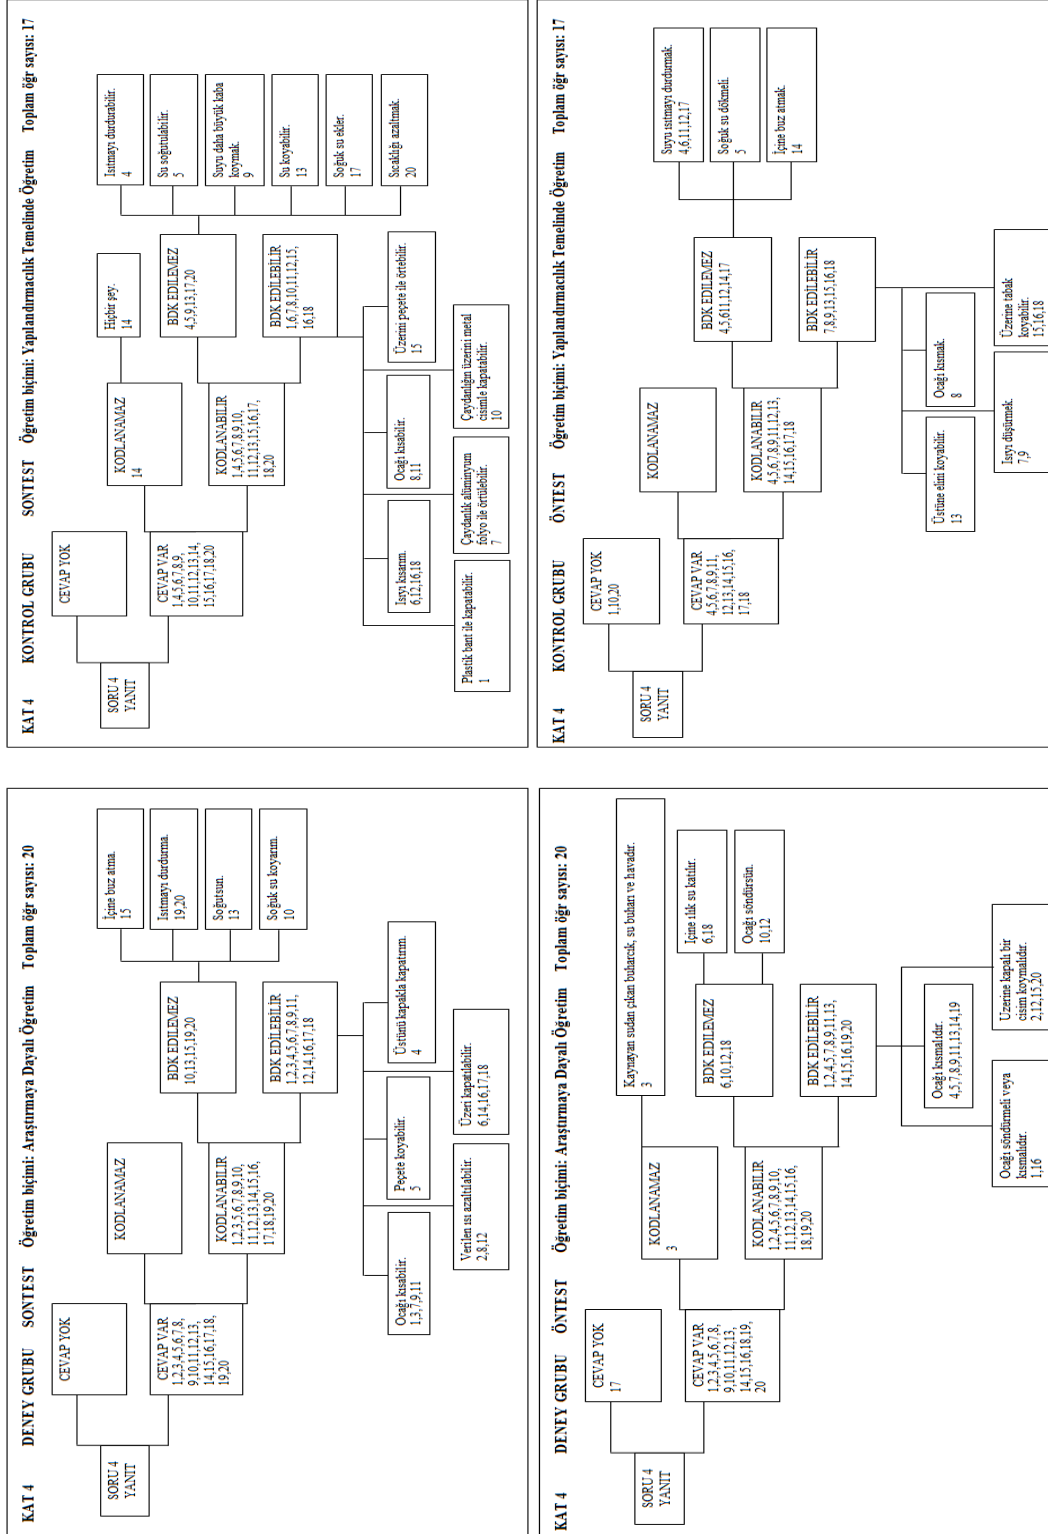 KAT 4 KONTROL GRUBU SONTEST Öğretim biçimi: Yapılandırmacılık Temelinde Öğretim Toplam öğr sayısı: 17
SORU 4
YANIT
CEVAP YOK
CEVAP VAR
1,4,5,6,7,8,9,
10,11,12,13,14,
15,16,17,18,20
KODLANAMAZ
14
Hiçbir şey.
14
KODLANABİLİR
1,4,5,6,7,8,9,10,
11,12,13,15,16,17,
18,20
BDK EDİLEMEZ
4,5,9,13,17,20
Isıtmayı durdurabilir.
4
Su soğutulabilir.
5
Suyu daha büyük kaba
koymak.
9
Su koyabilir.
13
Soğuk su ekler.
17
Sıcaklığı azaltmak.
20
BDK EDİLEBİLİR
1,6,7,8,10,11,12,15,
16,18
Plastik bant ile kapatabilir.
1
Isıyı kısarım.
6,12,16,18
Çaydanlık alüminyum
folyo ile örtülebilir.
7
Ocağı kısabilir.
8,11
Çaydanlığın üzerini metal
cisimle kapatabilir.
10
Üzerini peçete ile örtebilir.
15
KAT 4 KONTROL GRUBU ÖNTEST Öğretim biçimi: Yapılandırmacılık Temelinde Öğretim Toplam öğr sayısı: 17
SORU 4
YANIT
CEVAP YOK
1,10,20
CEVAP VAR
4,5,6,7,8,9,11,
12,13,14,15,16,
17,18
KODLANAMAZ
KODLANABİLİR
4,5,6,7,8,9,11,12,13,
14,15,16,17,18
BDK EDİLEMEZ
4,5,611,12,14,17
Suyu ısıtmayı durdurmak.
4,6,11,12,17
Soğuk su dökmeli.
5
İçine buz atmak.
14
BDK EDİLEBİLİR
7,8,9,13,15,16,18
Üstüne elini koyabilir.
13
Isıyı düşürmek.
7,9
Ocağı kısmak.
8
Üzerine tabak
koyabilir.
15,16,18
KAT 4 DENEY GRUBU SONTEST Öğretim biçimi: Araştırmaya Dayalı Öğretim Toplam öğr sayısı: 20
SORU 4
YANIT
CEVAP YOK
CEVAP VAR
1,2,3,4,5,6,7,8,
9,10,11,12,13,
14,15,16,17,18,
19,20
KODLANAMAZ
KODLANABİLİR
1,2,3,5,6,7,8,9,10,
11,12,13,14,15,16,
17,18,19,20
BDK EDİLEMEZ
10,13,15,19,20
İçine buz atma.
15
Isıtmayı durdurma.
19,20
Soğutsun.
13
Soğuk su koyarım.
10
BDK EDİLEBİLİR
1,2,3,4,5,6,7,8,9,11,
12,14,16,17,18
Ocağı kısabilir.
1,3,7,9,11
Verilen ısı azaltılabilir.
2,8,12
Peçete koyabilir.
5
Üzeri kapatılabilir.
6,14,16,17,18
Üstünü kapakla kapatırım.
4
KAT 4 DENEY GRUBU ÖNTEST Öğretim biçimi: Araştırmaya Dayalı Öğretim Toplam öğr sayısı: 20
SORU 4
YANIT
CEVAP YOK
17
CEVAP VAR
1,2,3,4,5,6,7,8,
9,10,11,12,13,
14,15,16,18,19,
20
KODLANAMAZ
3
Kaynayan sudan çıkan buharcık, su buharı ve havadır.
3
KODLANABİLİR
1,2,4,5,6,7,8,9,10,
11,12,13,14,15,16,
18,19,20
BDK EDİLEMEZ
6,10,12,18
İçine ılık su katılır.
6,18
Ocağı söndürsün.
10,12
BDK EDİLEBİLİR
1,2,4,5,7,8,9,11,13,
14,15,16,19,20
Ocağı söndürmeli veya
kısmalıdır.
1,16
Ocağı kısmalıdır.
4,5,7,8,9,11,13,14,19
Üzerine kapalı bir
cisim koymalıdır.
2,12,15,20